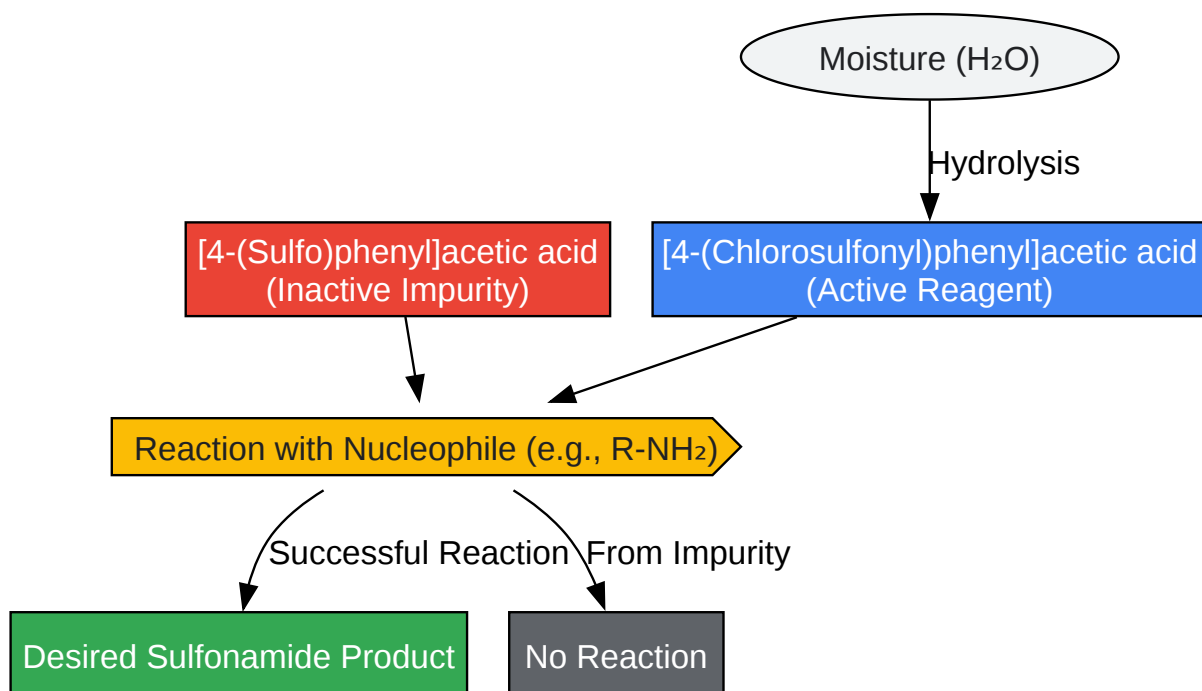 Moisture (H₂O)
Hydrolysis
[4-(Sulfo)phenyl]acetic acid
(Inactive Impurity)
[4-(Chlorosulfonyl)phenyl]acetic acid
(Active Reagent)
Reaction with Nucleophile (e.g., R-NH₂)
Successful Reaction
From Impurity
Desired Sulfonamide Product
No Reaction